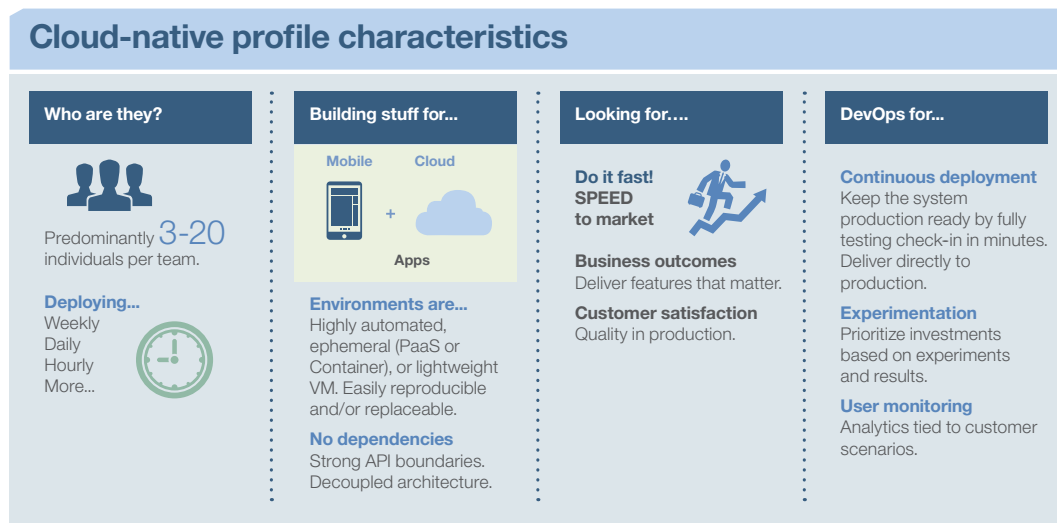 Cloud-native profile characteristics
Who are they?
Predominantly 3-20
individuals per team.
Deploying...
Weekly
Daily
Hourly
More...
Building stuff for...
Mobile
Cloud
+
Apps
Environments are...
Highly automated,
ephemeral (PaaS or
Container), or lightweight
VM. Easily reproducible
and/or replaceable.
No dependencies
Strong API boundaries.
Decoupled architecture.
Looking for....
Do it fast!
SPEED
to market
Business outcomes
Deliver features that matter.
Customer satisfaction
Quality in production.
DevOps for...
Continuous deployment
Keep the system
production ready by fully
testing check-in in minutes.
Deliver directly to
production.
Experimentation
Prioritize investments
based on experiments
and results.
User monitoring
Analytics tied to customer
scenarios.